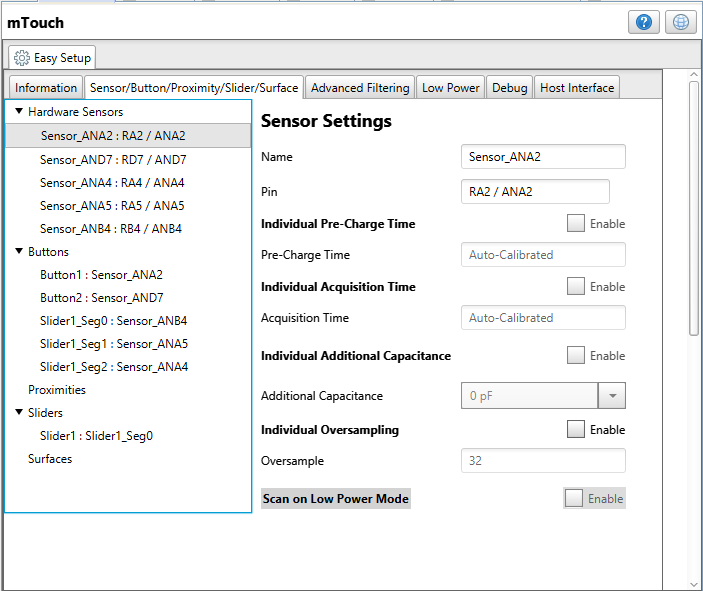 mTouch
Easy Setup
Information Sensor/Button/Proximity/Slider/Surface Advanced Filtering Low Power Debug Host Interface
Hardware Sensors
Sensor_ANA2 : RA2 / ANA2
Sensor_AND7 : RD7 / AND7
Sensor_ANA4 : RA4 / ANA4
Sensor_ANA5 : RA5 / ANA5
Sensor_ANB4 : RB4 / ANB4
Buttons
Button1 : Sensor_ANA2
Button2 : Sensor_AND7
Slider1_Seg0 : Sensor_ANB4
Slider1_Seg1 : Sensor_ANA5
Slider1_Seg2 : Sensor_ANA4
Proximities
Sliders
Slider1 : Slider1_Seg0
Surfaces
Sensor Settings
Name Sensor_ANA2
Pin RA2 / ANA2
Individual Pre-Charge Time Enable
Pre-Charge Time Auto-Calibrated
Individual Acquisition Time Enable
Acquisition Time Auto-Calibrated
Individual Additional Capacitance Enable
Additional Capacitance 0 pF
Individual Oversampling Enable
Oversample 32
Scan on Low Power Mode Enable